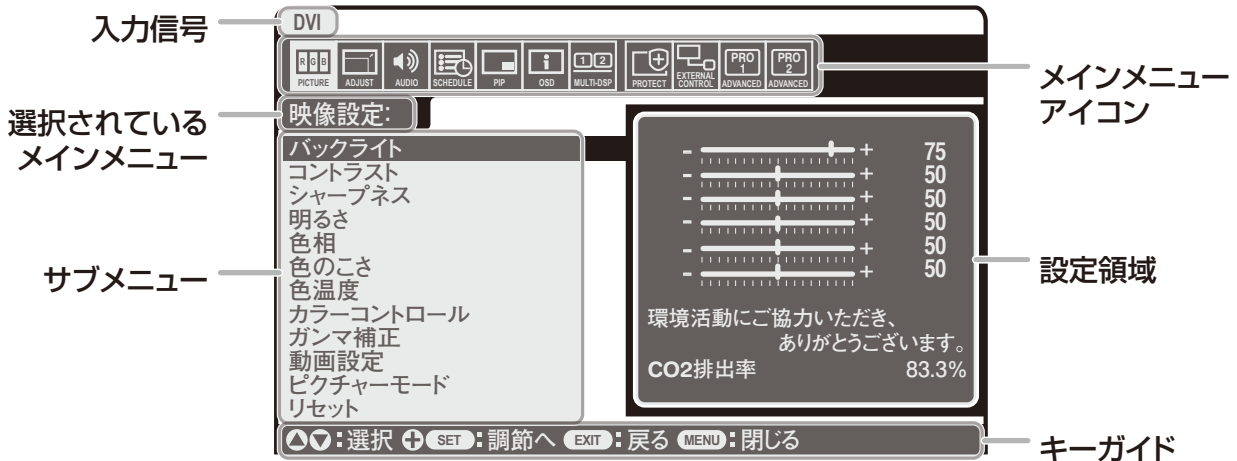 入力信号
DVI
RGB
PICTURE
ADJUST
AUDIO
SCHEDULE
PIP
OSD
1 2
MULTI-DSP
PROTECT
EXTERNAL
CONTROL
PRO
1
ADVANCED
PRO
2
ADVANCED
メインメニュー
アイコン
選択されている
メインメニュー
映像設定:
サブメニュー
バックライト
コントラスト
シャープネス
明るさ
色相
色のこさ
色温度
カラーコントロール
ガンマ補正
動画設定
ピクチャーモード
リセット
- + 75
- + 50
- + 50
- + 50
- + 50
- + 50
環境活動にご協力いただき、
ありがとうございます。
CO2排出率 83.3%
設定領域
:選択 SET:調節へ EXIT:戻る MENU:閉じる
キーガイド